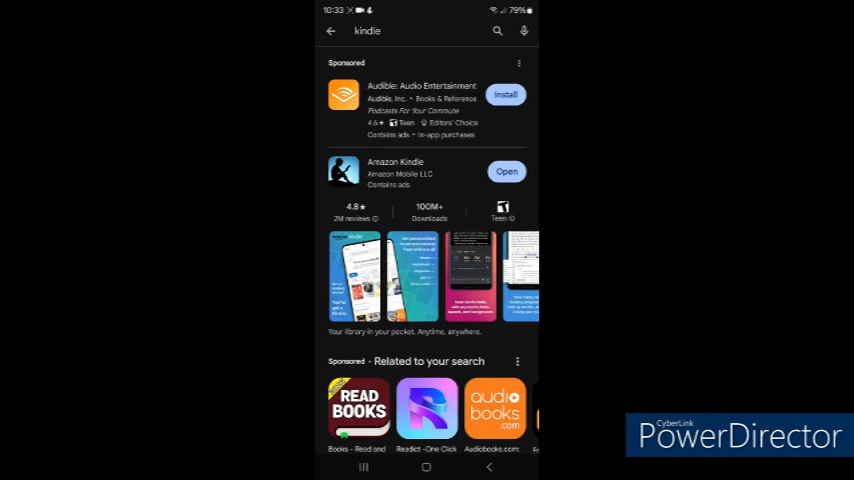 10:33
79%
kindle
Sponsored
Audible: Audio Entertainment
Audible, Inc. • Books & Reference
Podcasts For Your Commute
4.6★ Teen Editors' Choice
Contains ads • In-app purchases
Install
Amazon Kindle
Amazon Mobile LLC
Contains ads
Open
4.8★
2M reviews
100M+
Downloads
Teen
Your library in your pocket. Anytime, anywhere.
Sponsored • Related to your search
READ
BOOKS
audio
books
.com
Books - Read and
Readict -One Click
Audiobooks.com:
CyberLink
PowerDirector